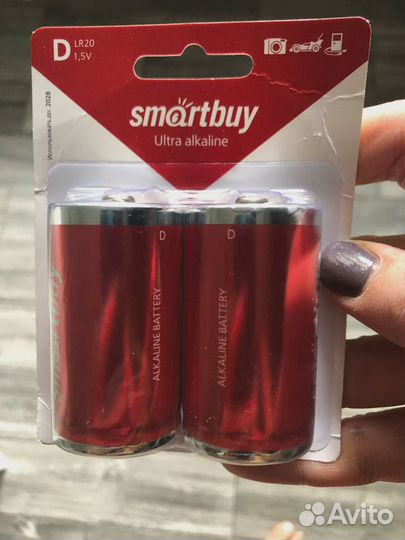 D LR20
1,5V
Использовать до: 2028
smartbuy
Ultra alkaline
D
D
ALKALINE BATTERY
ALKALINE BATTERY
Avito